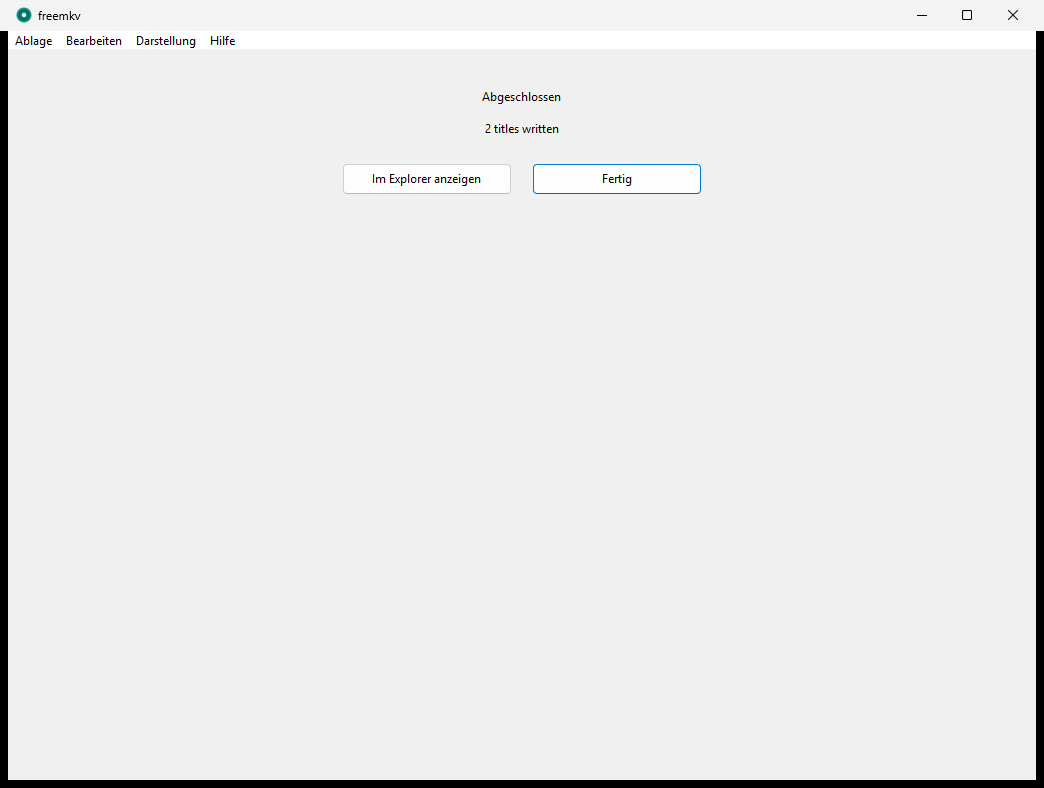 freemkv
Ablage Bearbeiten Darstellung Hilfe
Abgeschlossen
2 titles written
Im Explorer anzeigen Fertig